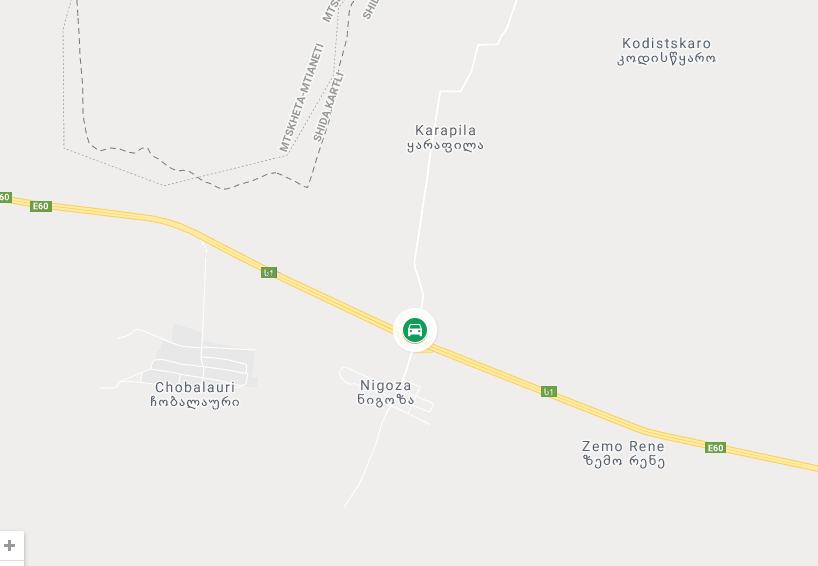 MTS
SHID
Kodistskaro
კოდისწყარო
MTSKHETA-MTIANETI
SHIDA KARTLI
Karapila
ყარაფილა
60
E60
ს1
Chobalauri
ჩობალაური
Nigoza
ნიგოზა
ს1
Zemo Rene
ზემო რენე
E60
+